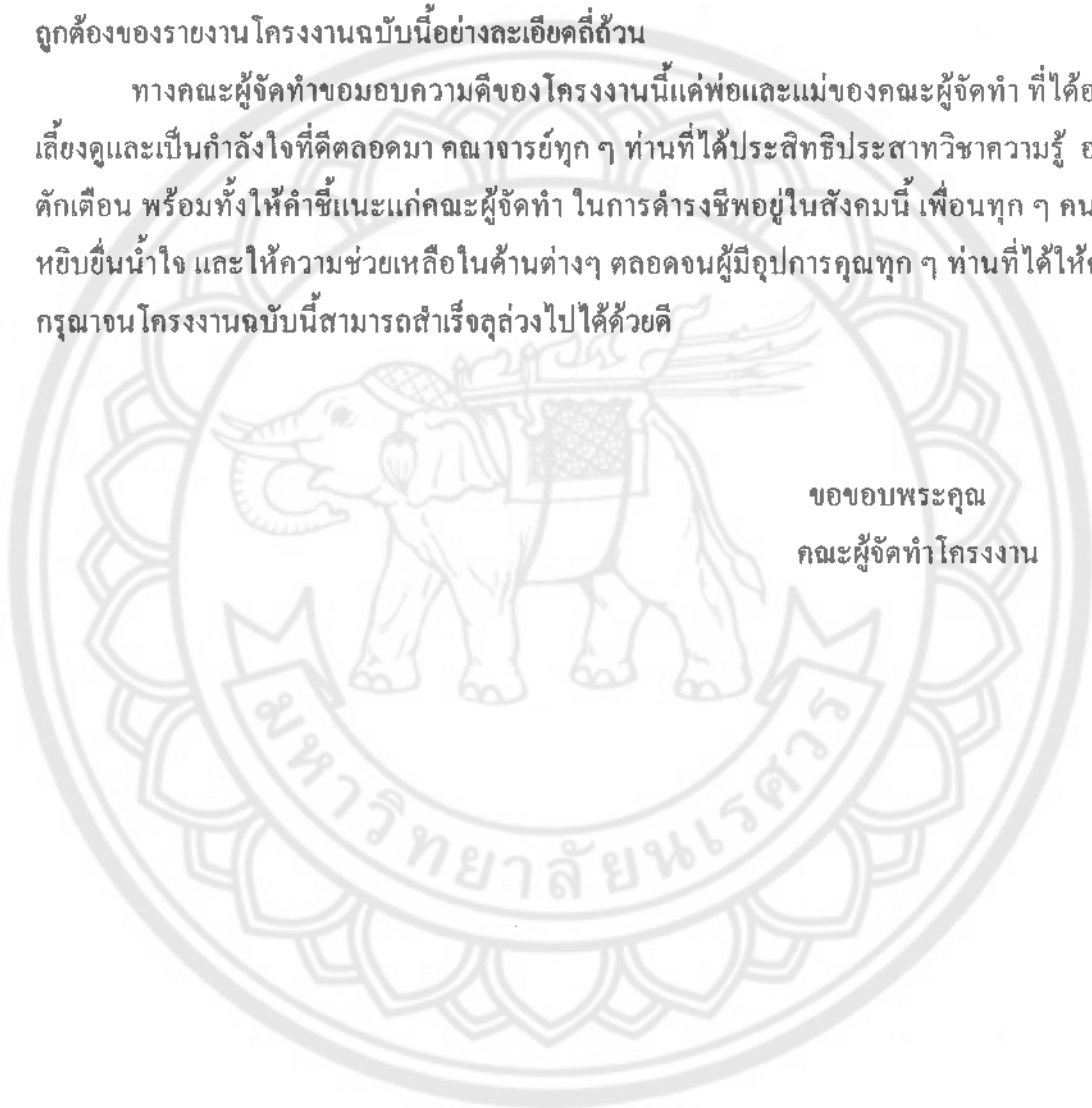 ถูกต้องของรายงานโครงงานฉบับนี้อย่างละเอียดถี่ถ้วน
ทางคณะผู้จัดทำขอมอบความดีของโครงงานนี้แด่พ่อและแม่ของคณะผู้จัดทำ ที่ได้อ
เลี้ยงดูและเป็นกำลังใจที่ดีตลอดมา คณาจารย์ทุก ๆ ท่านที่ได้ประสิทธิประสาทวิชาความรู้ อ
ตักเตือน พร้อมทั้งให้คำชี้แนะแก่คณะผู้จัดทำ ในการดำรงชีพอยู่ในสังคมนี้ เพื่อนทุก ๆ คน
หยิบยื่นน้ำใจ และให้ความช่วยเหลือในด้านต่างๆ ตลอดจนผู้มีอุปการคุณทุก ๆ ท่านที่ได้ให้
กรุณาจนโครงงานฉบับนี้สามารถสำเร็จลุล่วงไปได้ด้วยดี
ขอขอบพระคุณ
คณะผู้จัดทำโครงงาน
มหาวิทยาลัยนเรศวร